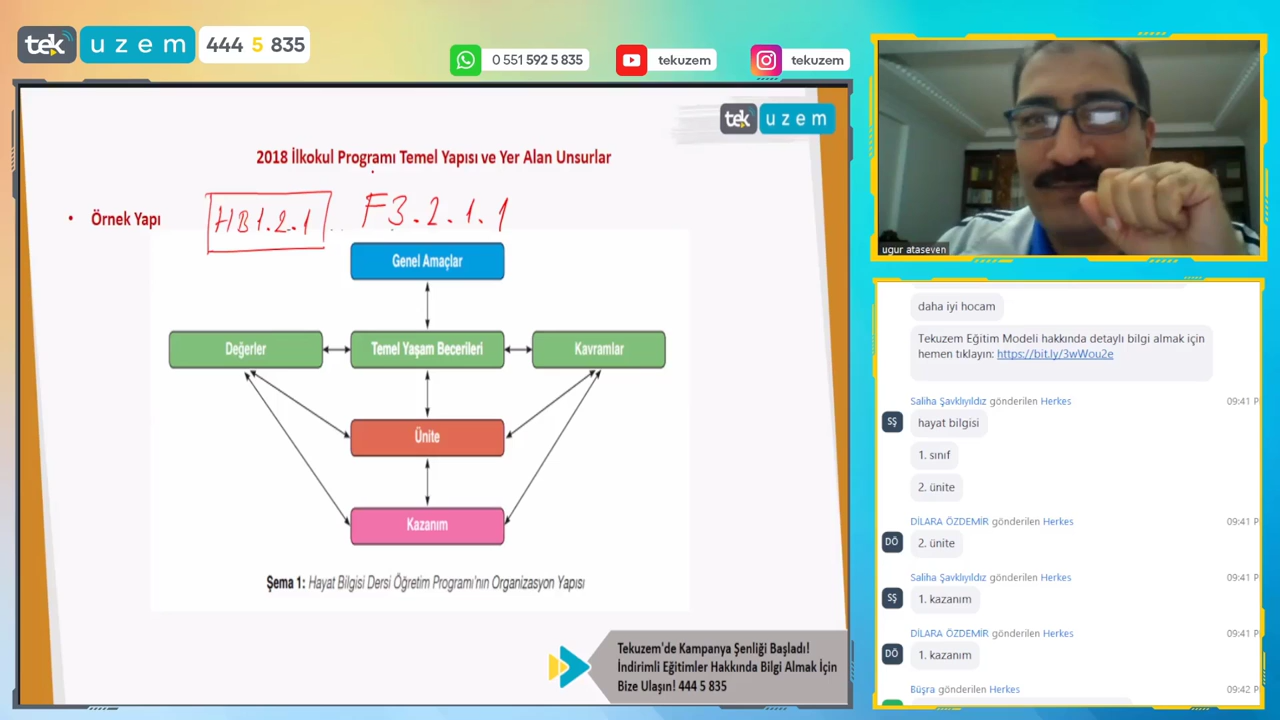 tek uzem 444 5 835
0 551 592 5 835
tekuzem
tekuzem
tek uzem
2018 İlkokul Programı Temel Yapısı ve Yer Alan Unsurlar
• Örnek Yapı
HB1.2.1 F3.2.1.1
Genel Amaçlar
Değerler
Temel Yaşam Becerileri
Kavramlar
Ünite
Kazanım
Şema 1: Hayat Bilgisi Dersi Öğretim Programı'nın Organizasyon Yapısı
Tekuzem'de Kampanya Şenliği Başladı!
İndirimli Eğitimler Hakkında Bilgi Almak İçin
Bize Ulaşın! 444 5 835
ugur ataseven
daha iyi hocam
Tekuzem Eğitim Modeli hakkında detaylı bilgi almak için
hemen tıklayın: https://bit.ly/3wWou2e
Saliha Şavklıyıldız gönderilen Herkes 09:41 P
SŞ
hayat bilgisi
1. sınıf
2. ünite
DİLARA ÖZDEMİR gönderilen Herkes 09:41 P
DÖ
2. ünite
Saliha Şavklıyıldız gönderilen Herkes 09:41 P
SŞ
1. kazanım
DİLARA ÖZDEMİR gönderilen Herkes 09:41 P
DÖ
1. kazanım
Büşra gönderilen Herkes 09:42 P